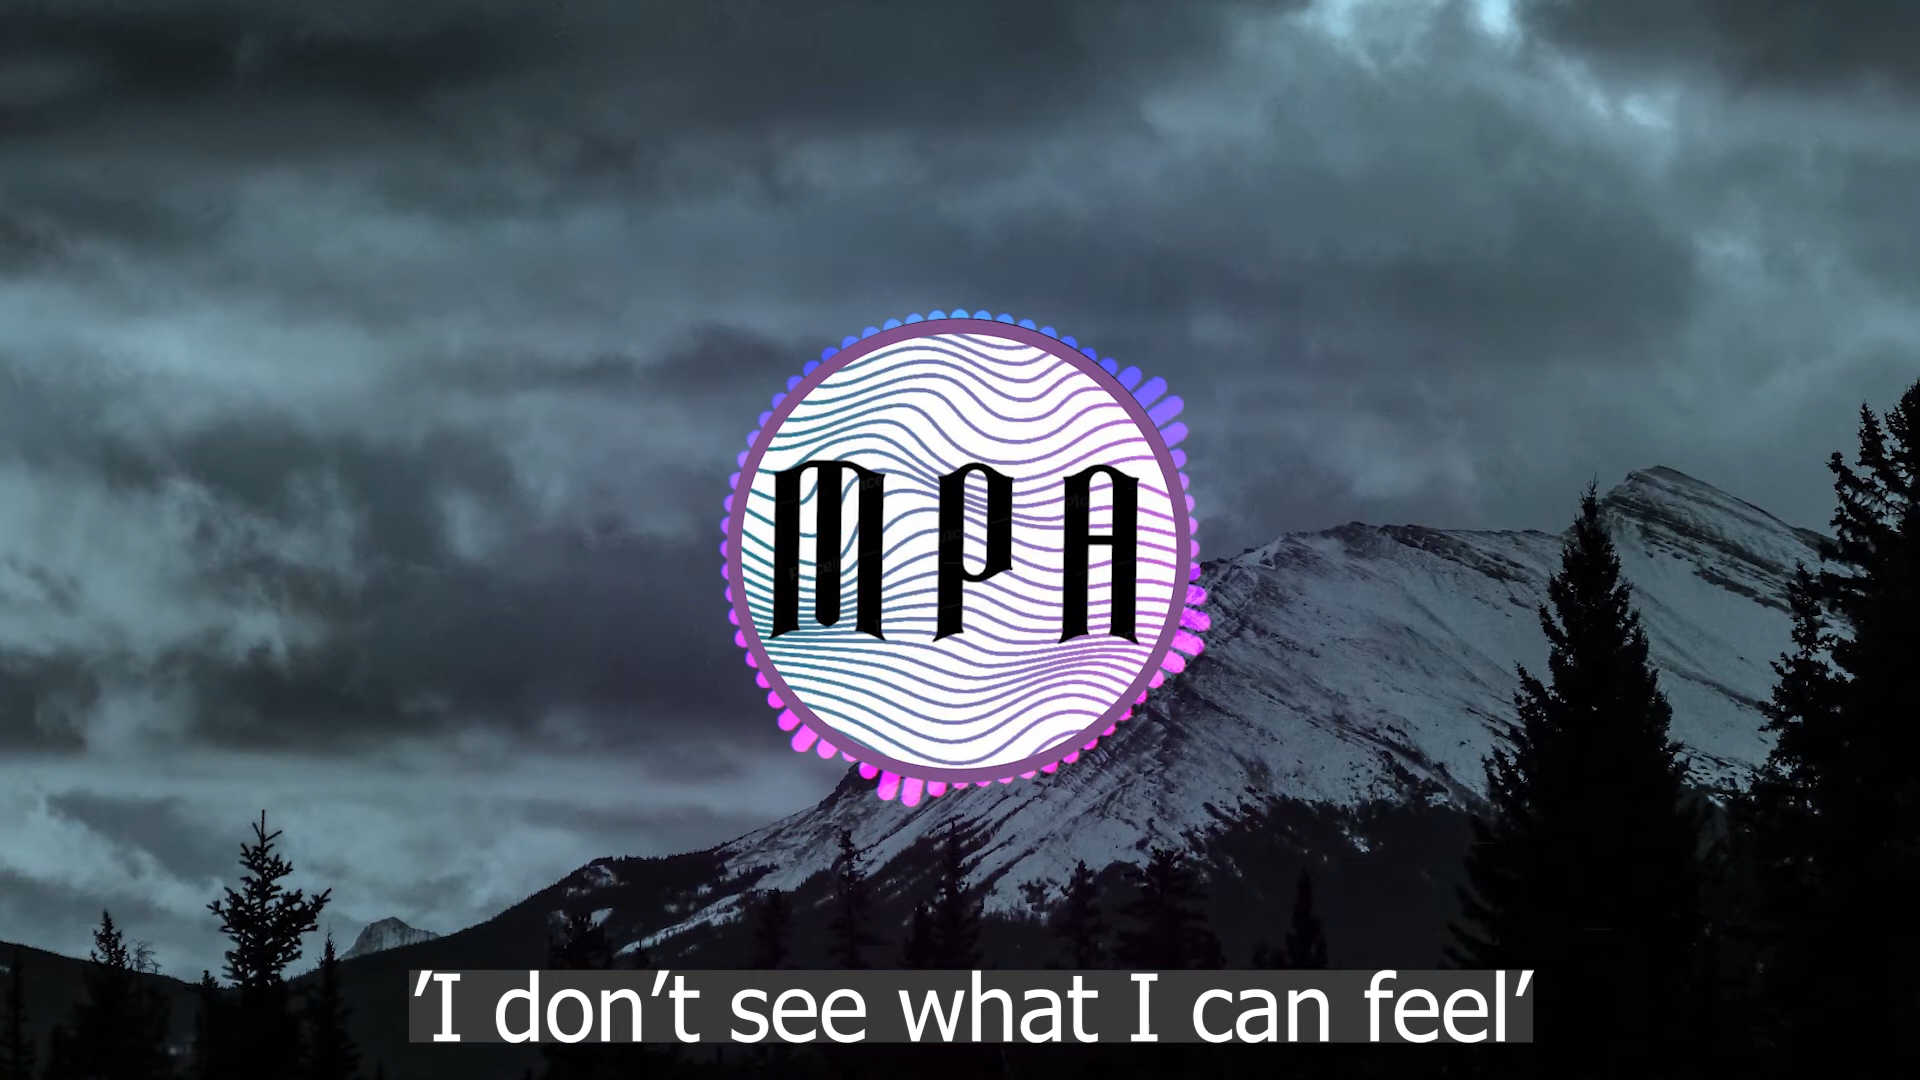 MPA
’I don’t see what I can feel’